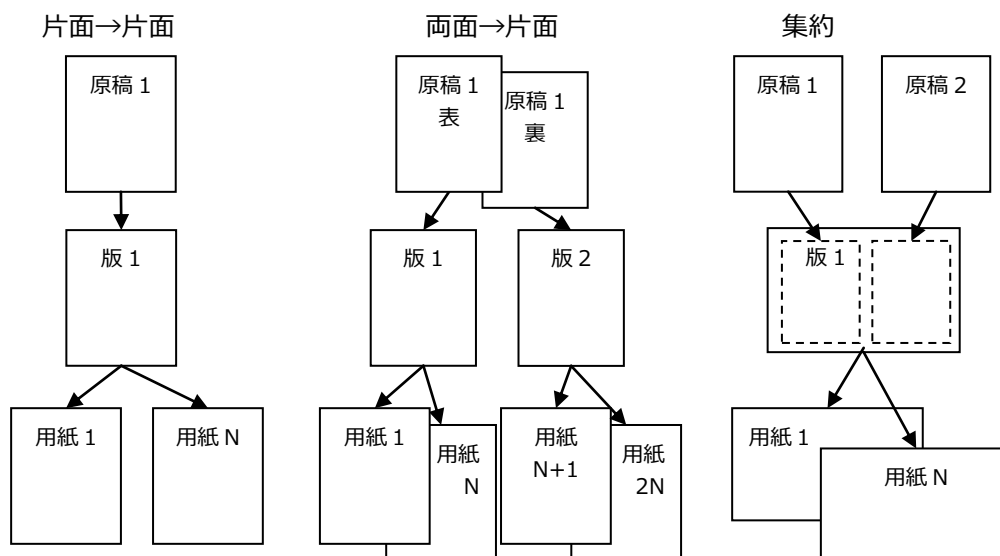 片面→片面
原稿 1
版 1
用紙 1
用紙 N
両面→片面
原稿 1
表
原稿 1
裏
版 1
版 2
用紙 1
用紙
N
用紙
N+1
用紙
2N
集約
原稿 1
原稿 2
版 1
用紙 1
用紙 N